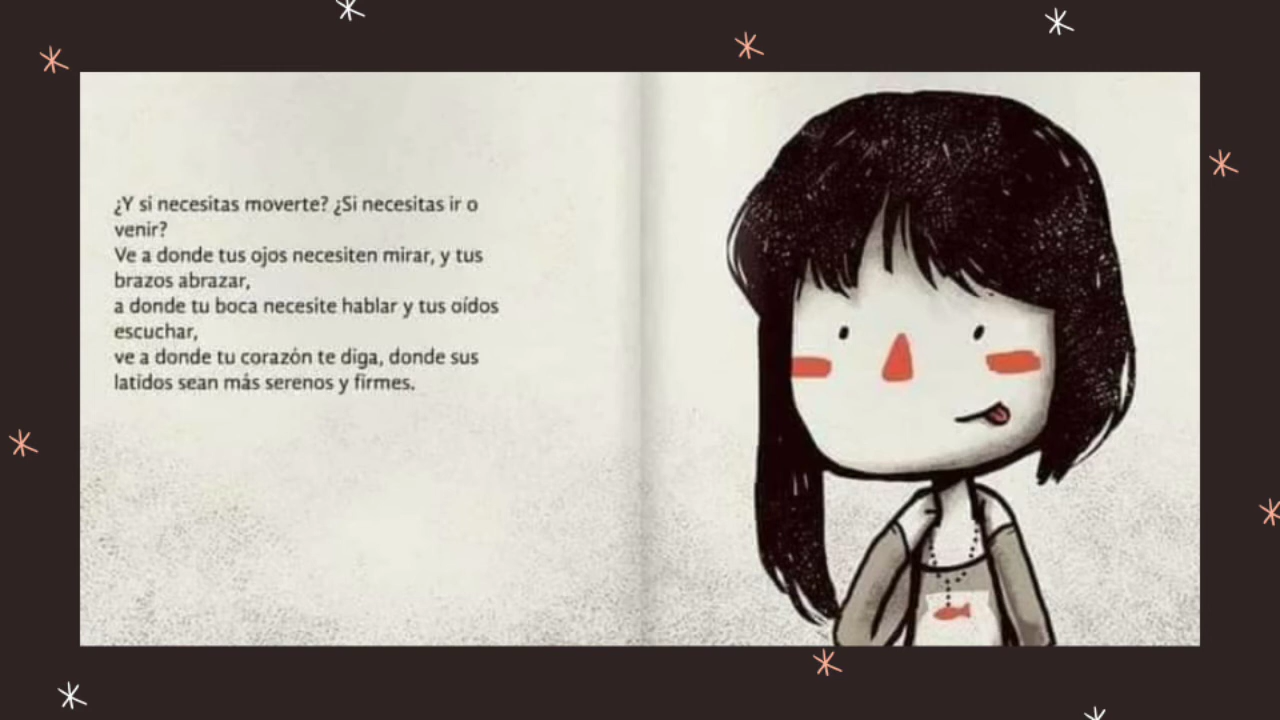 ¿Y si necesitas moverte? ¿Si necesitas ir o
venir?
Ve a donde tus ojos necesiten mirar, y tus
brazos abrazar,
a donde tu boca necesite hablar y tus oídos
escuchar,
ve a donde tu corazón te diga, donde sus
latidos sean más serenos y firmes.